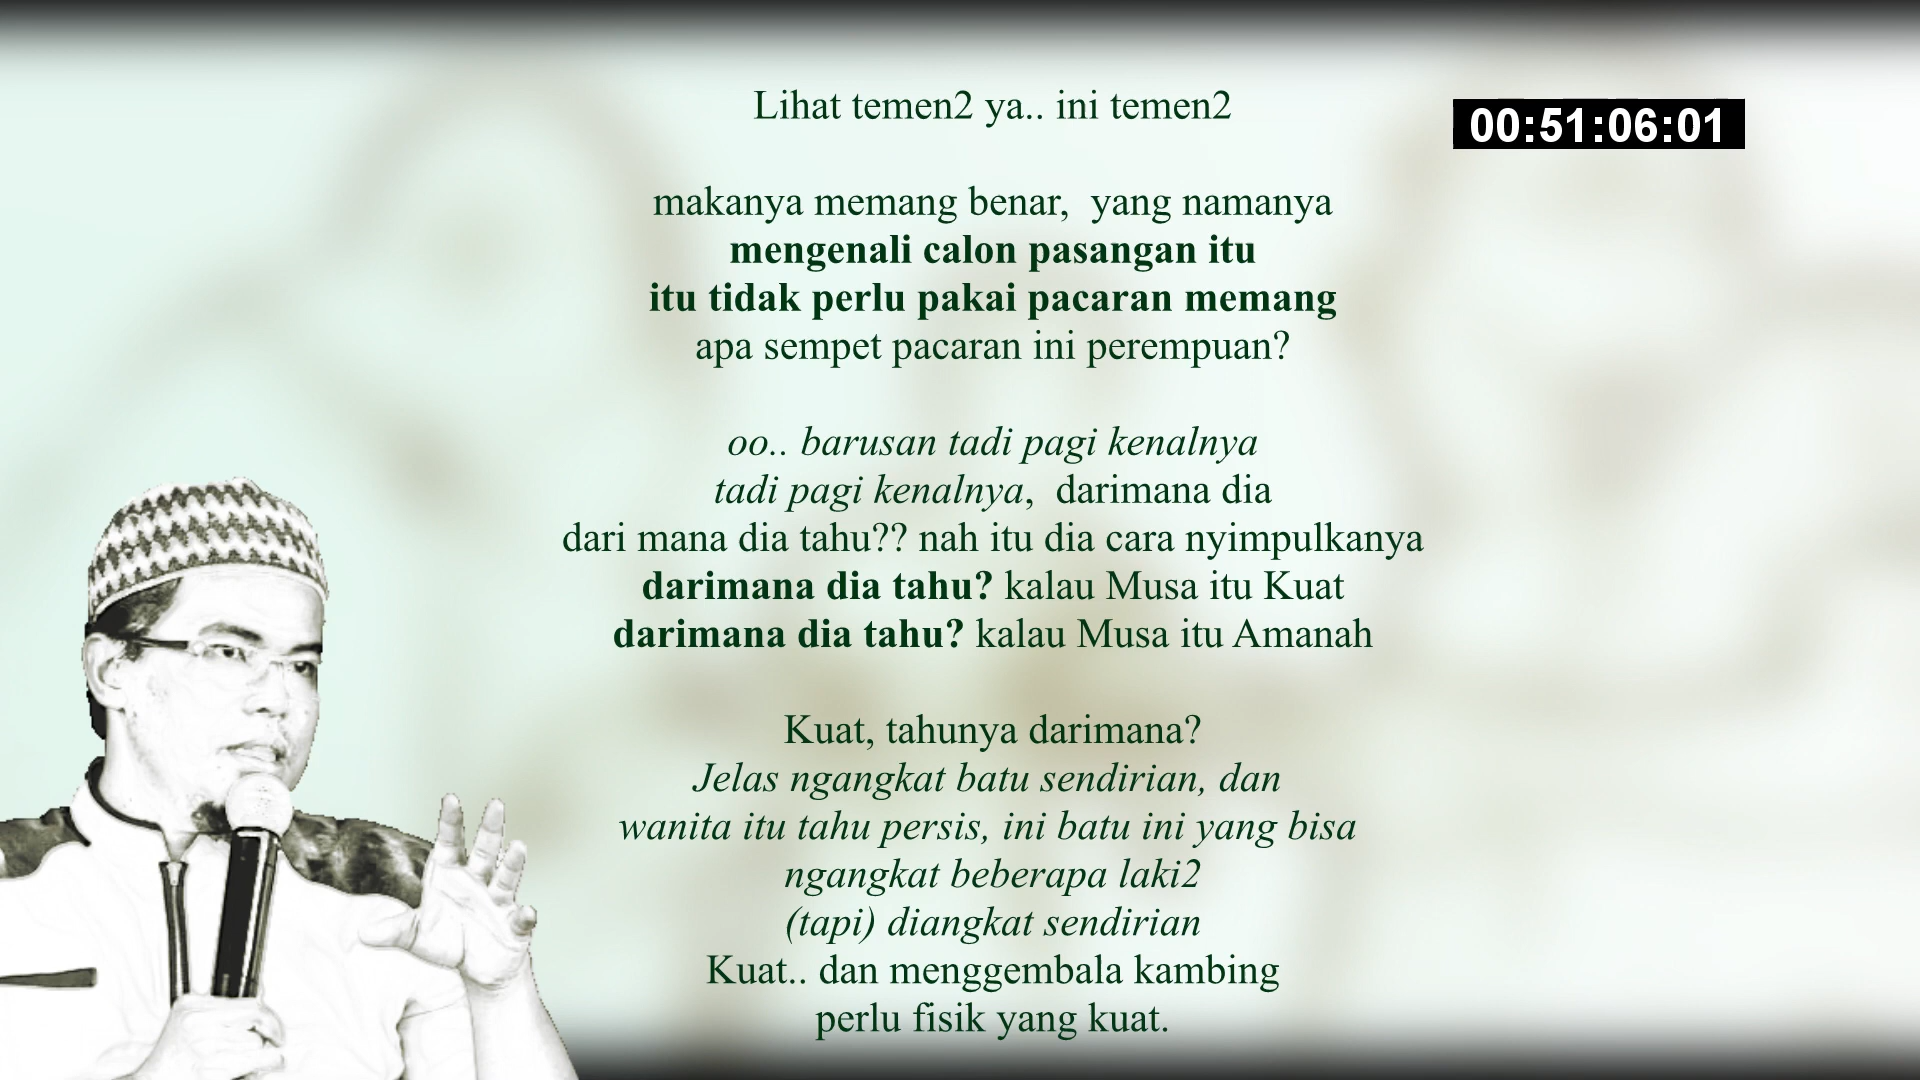 Lihat temen2 ya.. ini temen2
00:51:06:01
makanya memang benar,  yang namanya
mengenali calon pasangan itu
itu tidak perlu pakai pacaran memang
apa sempet pacaran ini perempuan?
oo.. barusan tadi pagi kenalnya
tadi pagi kenalnya,  darimana dia
dari mana dia tahu?? nah itu dia cara nyimpulkanya
darimana dia tahu? kalau Musa itu Kuat
darimana dia tahu? kalau Musa itu Amanah
Kuat, tahunya darimana?
Jelas ngangkat batu sendirian, dan
wanita itu tahu persis, ini batu ini yang bisa
ngangkat beberapa laki2
(tapi) diangkat sendirian
Kuat.. dan menggembala kambing
perlu fisik yang kuat.